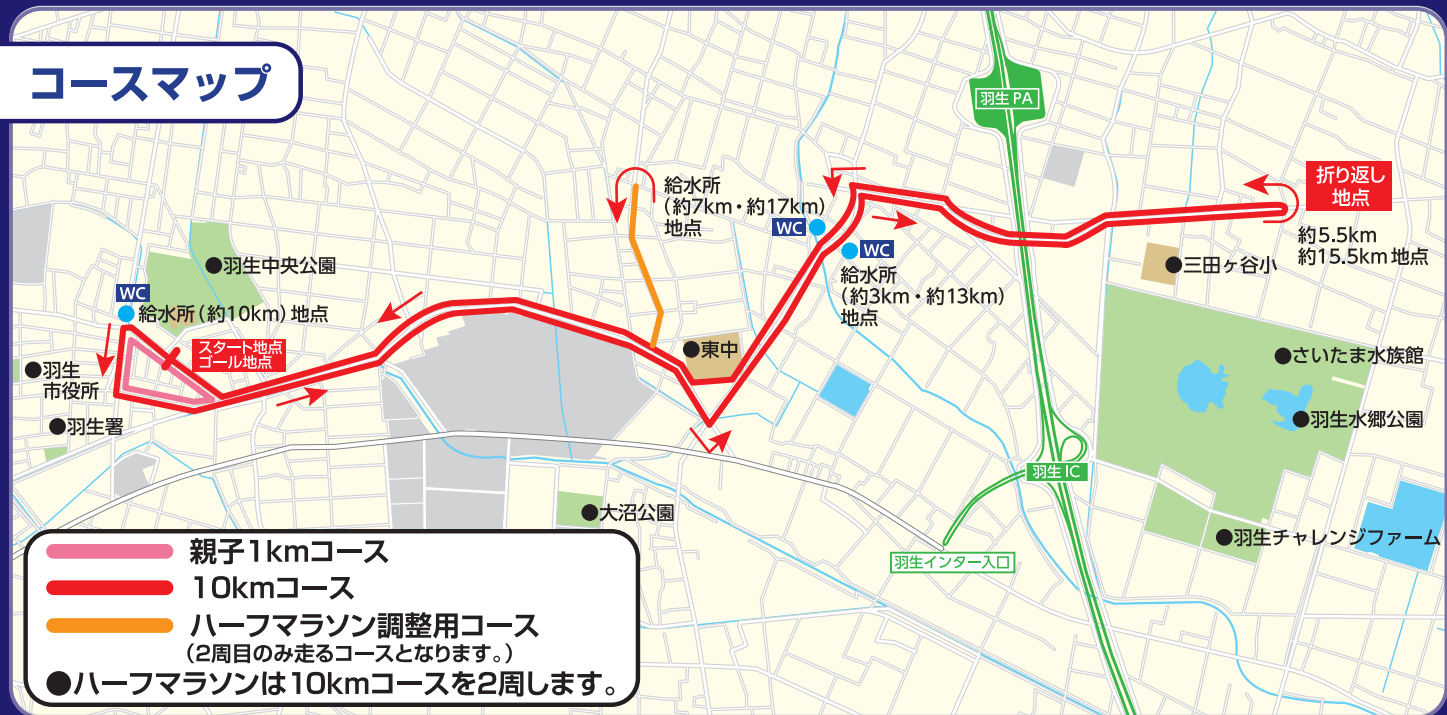 コースマップ
羽生PA
給水所
（約7km・約17km）
地点
WC
WC
給水所
（約3km・約13km）
地点
折り返し
地点
約5.5km
約15.5km地点
三田ヶ谷小
羽生中央公園
WC
給水所（約10km）地点
スタート地点
ゴール地点
羽生
市役所
羽生署
東中
さいたま水族館
羽生水郷公園
羽生IC
大沼公園
羽生チャレンジファーム
羽生インター入口
親子1kmコース
10kmコース
ハーフマラソン調整用コース
（2周目のみ走るコースとなります。）
●ハーフマラソンは10kmコースを2周します。